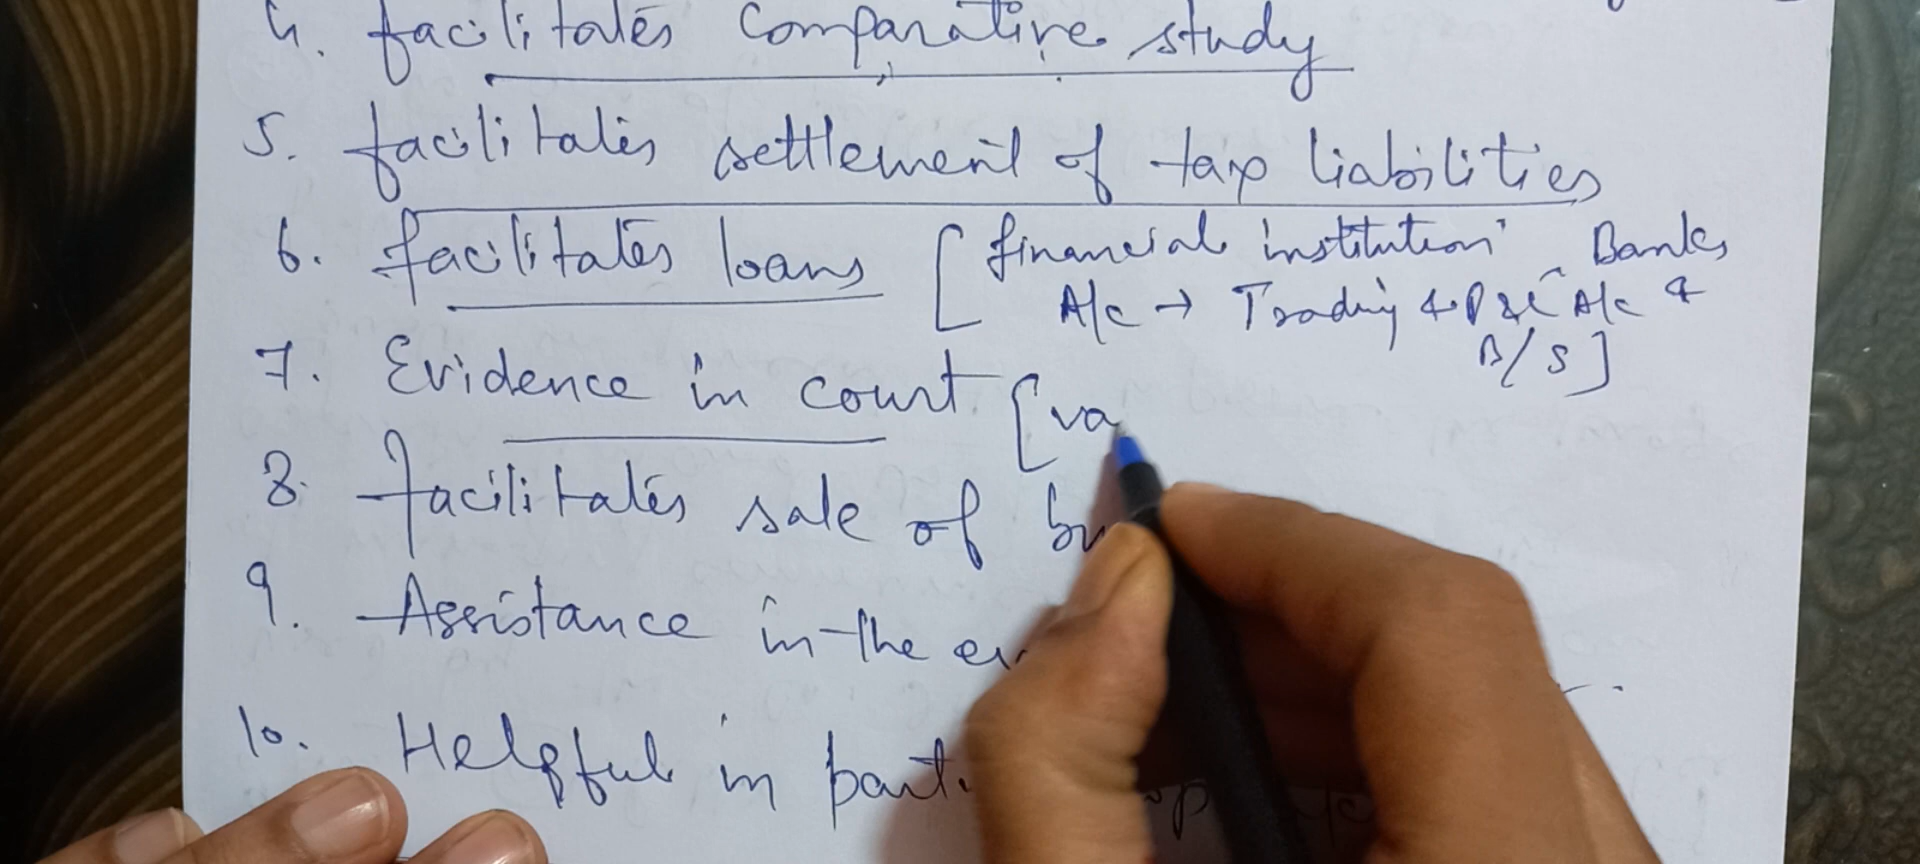 4. facilitates comparative study
5. facilitates settlement of tax liabilities
6. facilitates loans [financial institution Banks
A/c → Trading & P&L A/c &
B/S]
7. Evidence in court [va
8. facilitates sale of bu
9. Assistance in the
10. Helpful in part